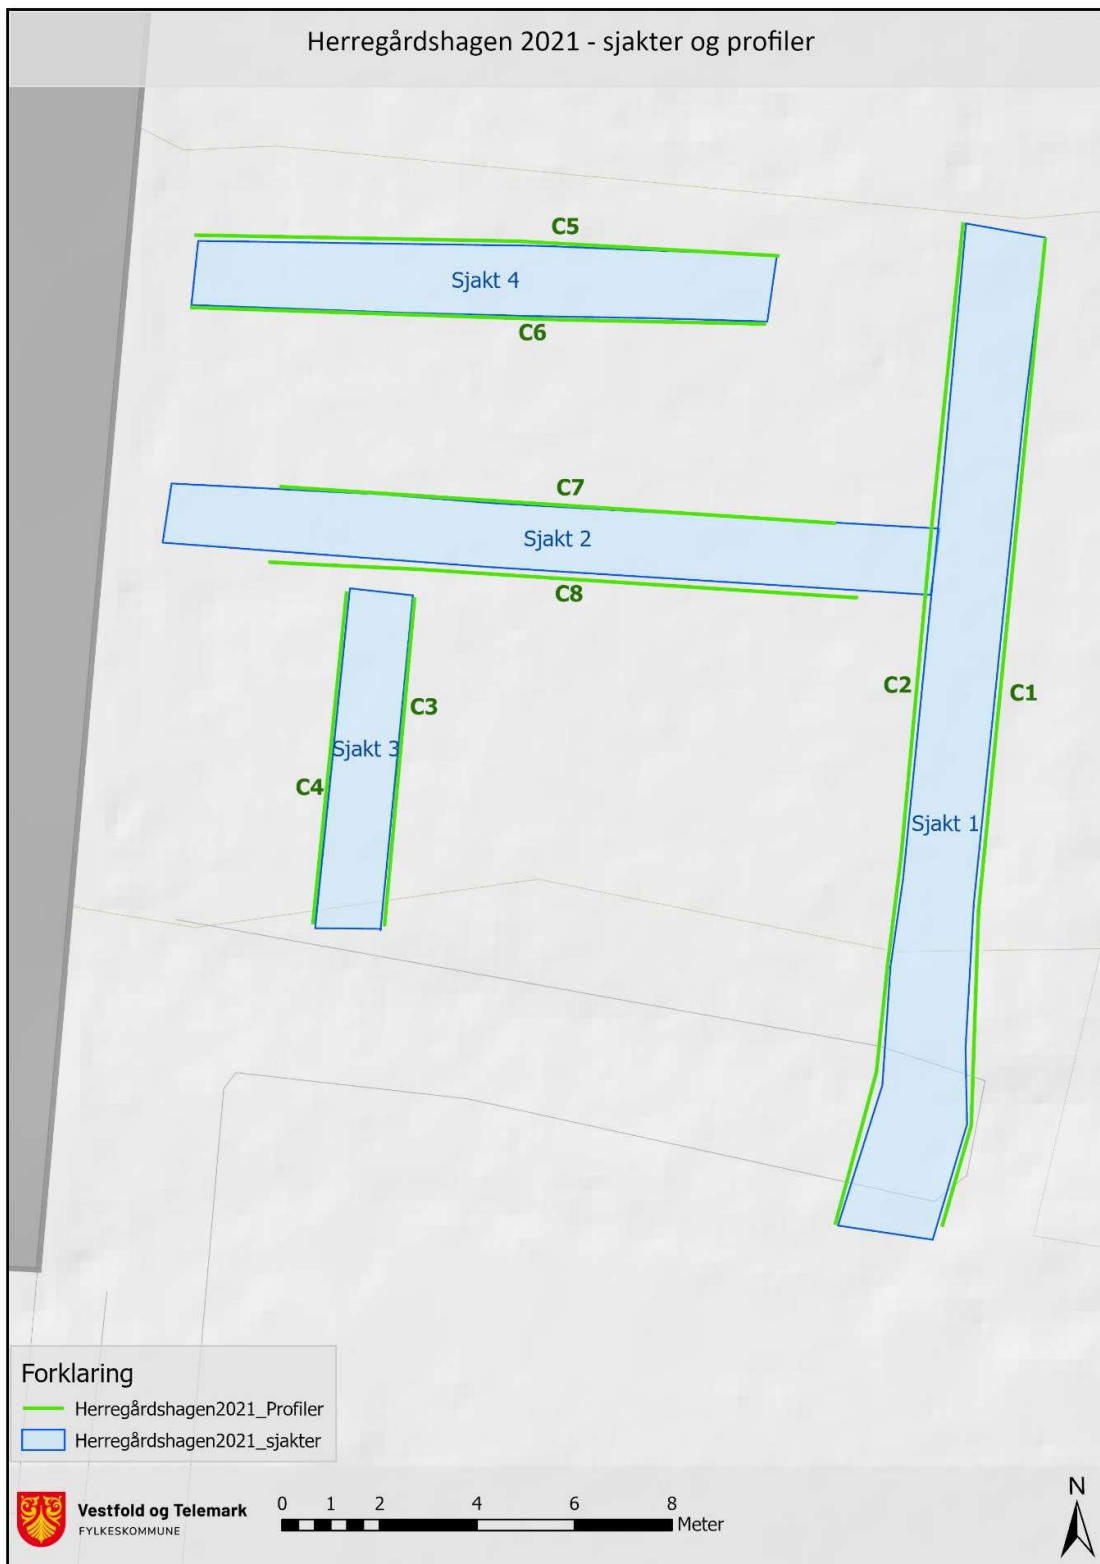 Herregårdshagen 2021 - sjakter og profiler
C5
Sjakt 4
C6
C7
Sjakt 2
C8
C2
C1
C3
Sjakt 3
C4
Sjakt 1
Forklaring
Herregårdshagen2021_Profiler
Herregårdshagen2021_sjakter
Vestfold og Telemark
FYLKESKOMMUNE
0 1 2 4 6 8
Meter
N